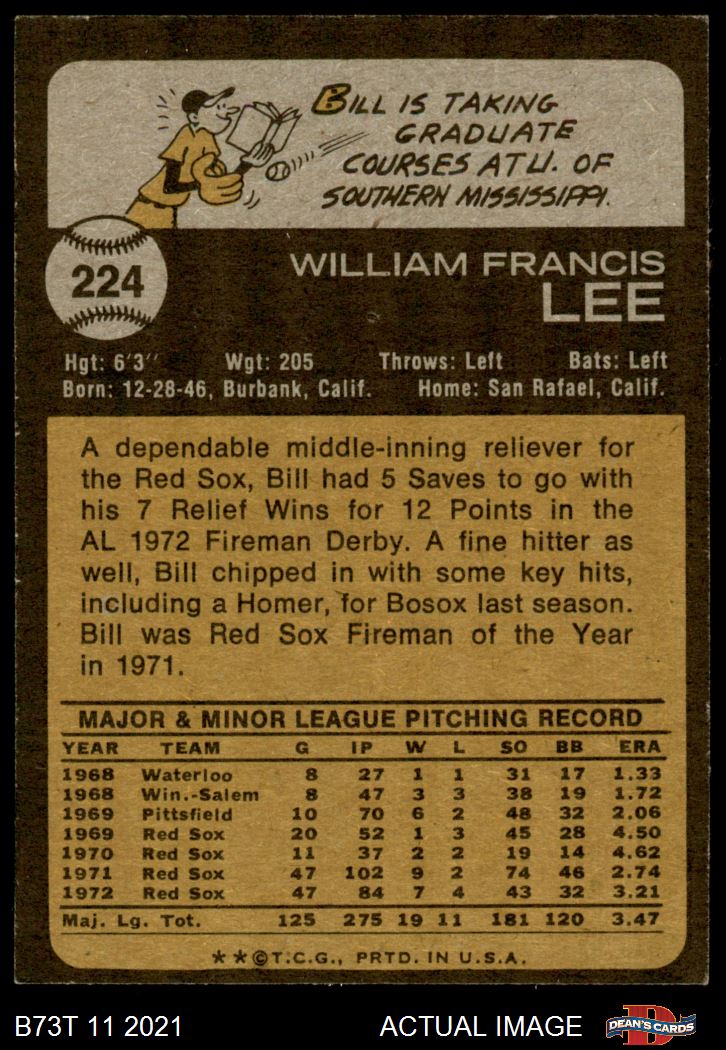 BILL IS TAKING
GRADUATE
COURSES AT U. OF
SOUTHERN MISSISSIPPI.
224
WILLIAM FRANCIS
LEE
Hgt: 6'3" Wgt: 205 Throws: Left Bats: Left
Born: 12-28-46, Burbank, Calif. Home: San Rafael, Calif.
A dependable middle-inning reliever for
the Red Sox, Bill had 5 Saves to go with
his 7 Relief Wins for 12 Points in the
AL 1972 Fireman Derby. A fine hitter as
well, Bill chipped in with some key hits,
including a Homer, for Bosox last season.
Bill was Red Sox Fireman of the Year
in 1971.
MAJOR & MINOR LEAGUE PITCHING RECORD
YEAR TEAM G IP W L SO BB ERA
1968 Waterloo 8 27 1 1 31 17 1.33
1968 Win.-Salem 8 47 3 3 38 19 1.72
1969 Pittsfield 10 70 6 2 48 32 2.06
1969 Red Sox 20 52 1 3 45 28 4.50
1970 Red Sox 11 37 2 2 19 14 4.62
1971 Red Sox 47 102 9 2 74 46 2.74
1972 Red Sox 47 84 7 4 43 32 3.21
Maj. Lg. Tot. 125 275 19 11 181 120 3.47
**©T.C.G., PRTD. IN U.S.A.
B73T 11 2021 ACTUAL IMAGE D DEAN'S CARDS